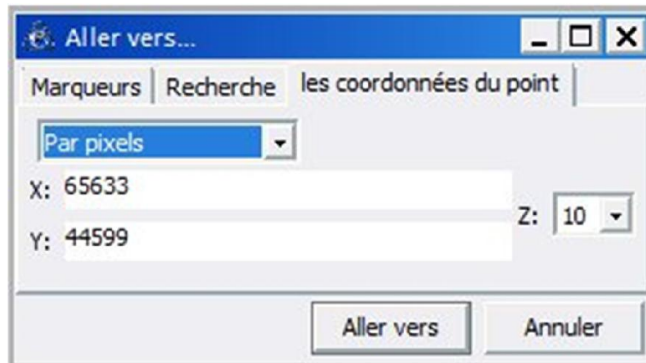 Aller vers...
Marqueurs Recherche les coordonnées du point
Par pixels
X: 65633
Z: 10
Y: 44599
Aller vers Annuler